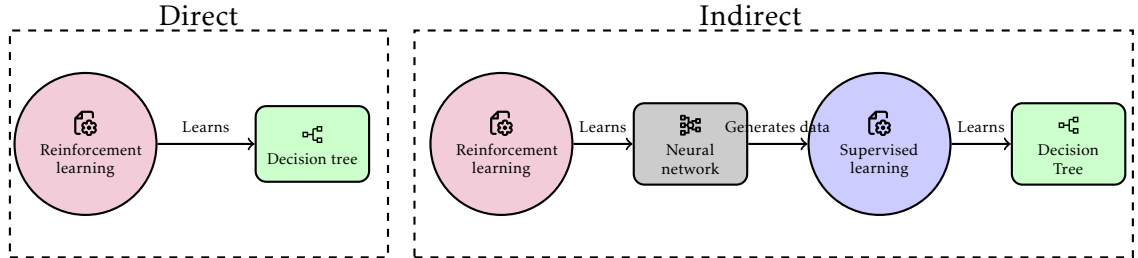 Direct
Indirect
Reinforcement
learning
Learns
Decision tree
Reinforcement
learning
Learns
Neural
network
Generates data
Supervised
learning
Learns
Decision
Tree